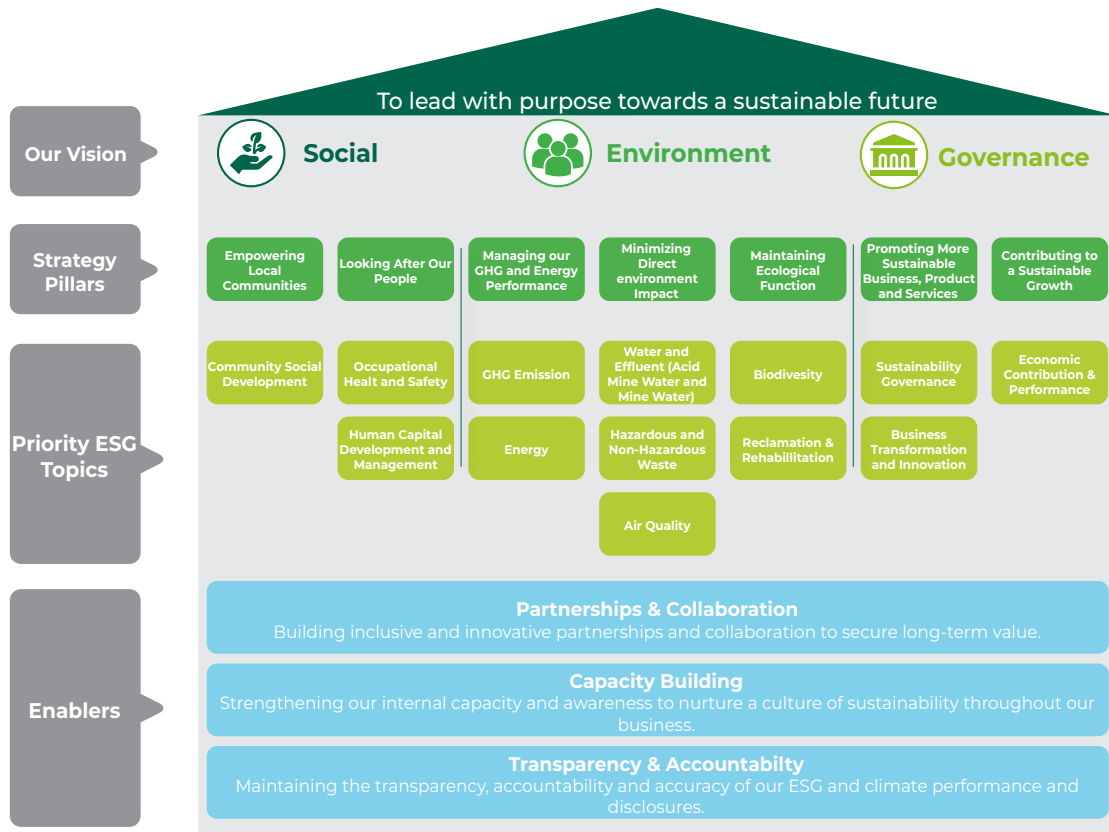 To lead with purpose towards a sustainable future
Our Vision
Social
Environment
Governance
Strategy
Pillars
Empowering
Local
Communities
Looking After Our
People
Managing our
GHG and Energy
Performance
Minimizing
Direct
environment
Impact
Maintaining
Ecological
Function
Promoting More
Sustainable
Business, Product
and Services
Contributing to
a Sustainable
Growth
Priority ESG
Topics
Community Social
Development
Occupational
Healt and Safety
GHG Emission
Water and
Effluent (Acid
Mine Water and
Mine Water)
Biodivesity
Sustainability
Governance
Economic
Contribution &
Performance
Human Capital
Development and
Management
Energy
Hazardous and
Non-Hazardous
Waste
Reclamation &
Rehabillitation
Business
Transformation
and Innovation
Air Quality
Enablers
Partnerships & Collaboration
Building inclusive and innovative partnerships and collaboration to secure long-term value.
Capacity Building
Strengthening our internal capacity and awareness to nurture a culture of sustainability throughout our
business.
Transparency & Accountabilty
Maintaining the transparency, accountability and accuracy of our ESG and climate performance and
disclosures.